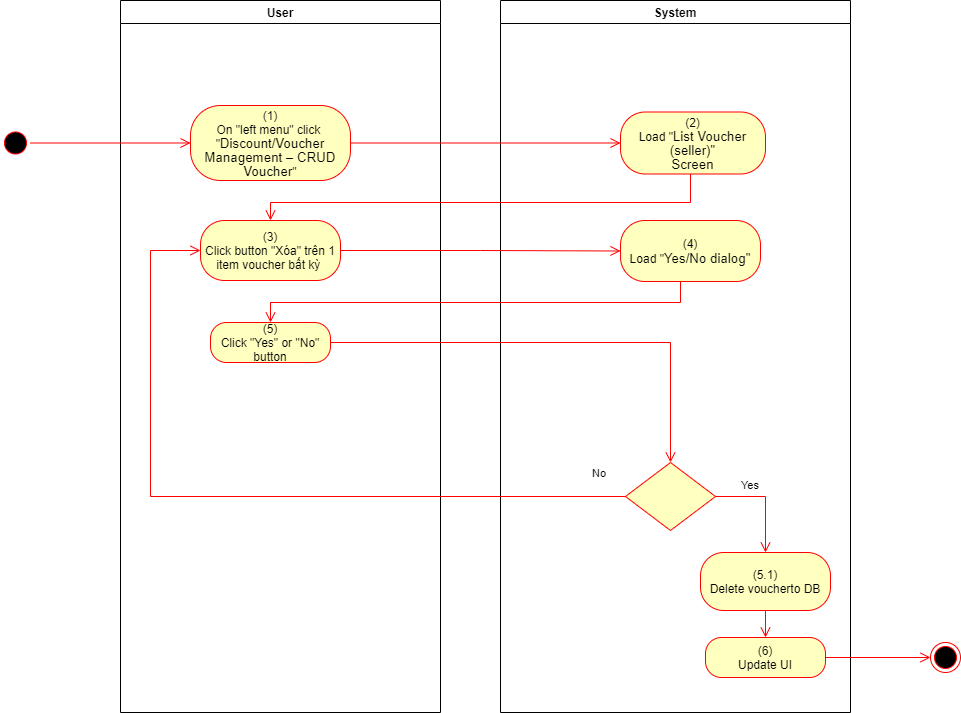 User
System
(1)
On "left menu" click
"Discount/Voucher
Management – CRUD
Voucher"
(2)
Load "List Voucher
(seller)"
Screen
(3)
Click button "Xóa" trên 1
item voucher bất kỳ
(4)
Load "Yes/No dialog"
(5)
Click "Yes" or "No"
button
No
Yes
(5.1)
Delete voucherto DB
(6)
Update UI